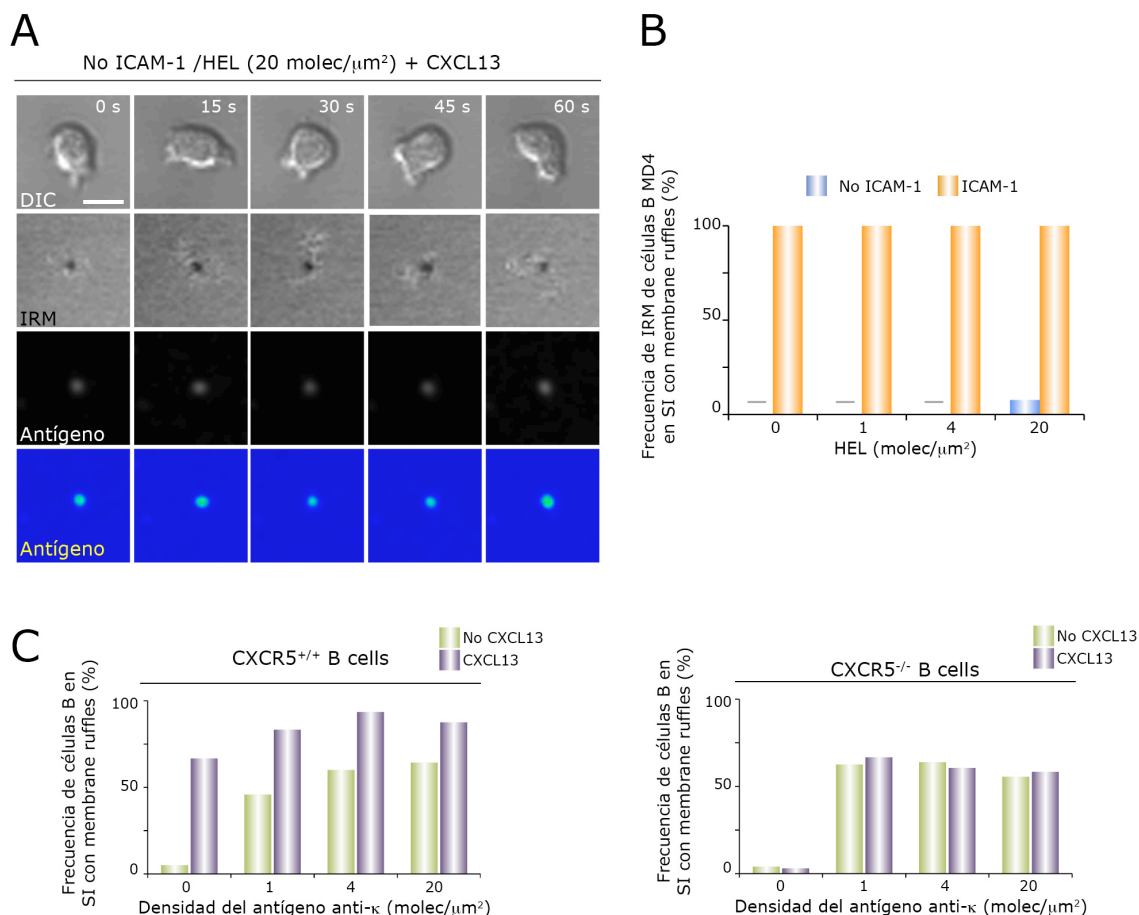 A
No ICAM-1 /HEL (20 molec/μm²) + CXCL13
0 s
15 s
30 s
45 s
60 s
DIC
IRM
Antígeno
Antígeno
B
No ICAM-1
ICAM-1
Frecuencia de IRM de células B MD4
en SI con membrane ruffles (%)
100
50
0
0
1
4
20
HEL (molec/μm²)
C
No CXCL13
CXCL13
CXCR5+/+ B cells
Frecuencia de células B en
SI con membrane ruffles (%)
100
50
0
0
1
4
20
Densidad del antígeno anti-κ (molec/μm²)
No CXCL13
CXCL13
CXCR5-/- B cells
Frecuencia de células B en
SI con membrane ruffles (%)
100
50
0
0
1
4
20
Densidad del antígeno anti-κ (molec/μm²)